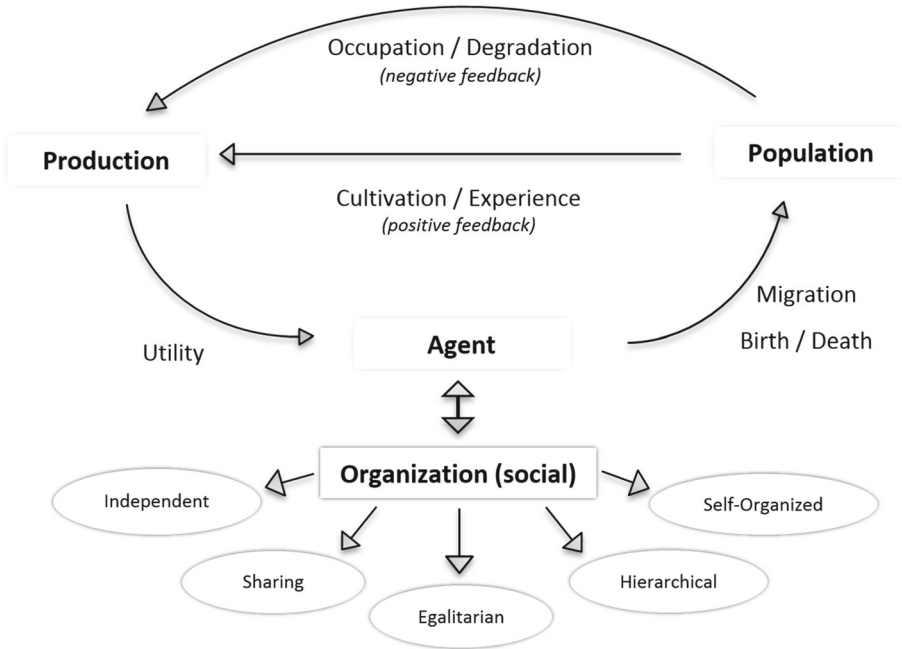 Occupation / Degradation
(negative feedback)
Production
Population
Cultivation / Experience
(positive feedback)
Migration
Birth / Death
Utility
Agent
Organization (social)
Independent
Self-Organized
Sharing
Hierarchical
Egalitarian